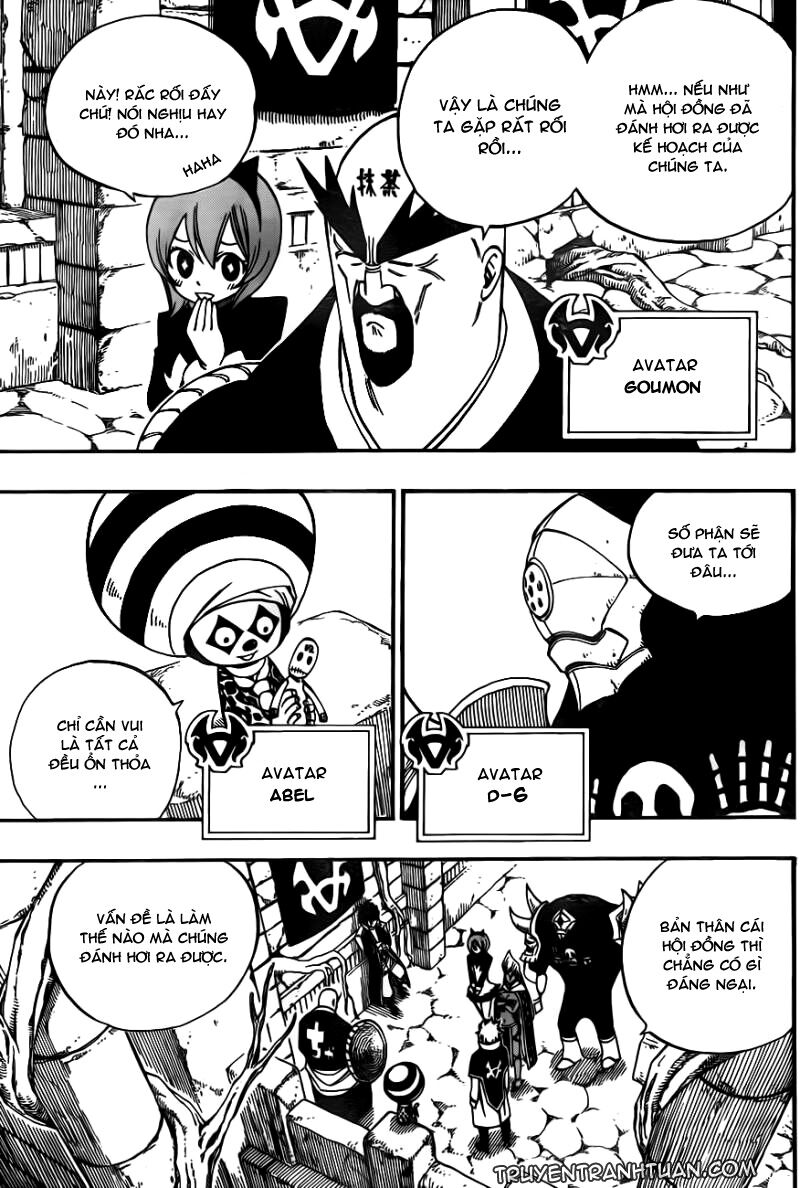 HMM... NẾU NHƯ
MÀ HỘI ĐỒNG ĐÃ
ĐÁNH HƠI RA ĐƯỢC
KẾ HOẠCH CỦA
CHÚNG TA.
VẬY LÀ CHÚNG
TA GẶP RẤT RỐI
RỒI...
NÀY! RẮC RỐI ĐẤY
CHỨ! NÓI NGHỊU HAY
ĐÓ NHA...
HAHA
AVATAR
GOUMON
SỐ PHẬN SẼ
ĐƯA TA TỚI
ĐÂU...
AVATAR
D-6
CHỈ CẦN VUI
LÀ TẤT CẢ
ĐỀU ỔN THỎA
...
AVATAR
ABEL
BẢN THÂN CÁI
HỘI ĐỒNG THÌ
CHẲNG CÓ GÌ
ĐÁNG NGẠI.
VẤN ĐỀ LÀ LÀM
THẾ NÀO MÀ CHÚNG
ĐÁNH HƠI RA ĐƯỢC.
TRUYENTRANHTUAN.COM